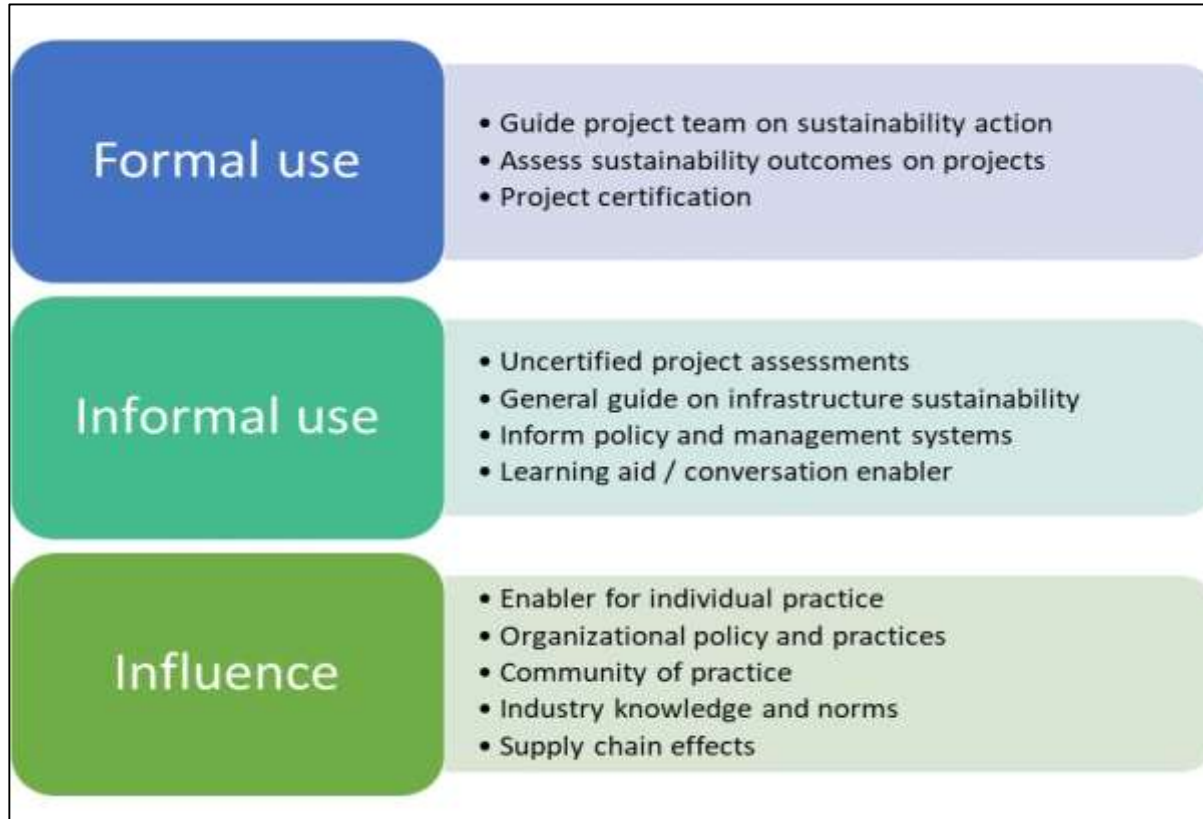 Formal use
• Guide project team on sustainability action
• Assess sustainability outcomes on projects
• Project certification
Informal use
• Uncertified project assessments
• General guide on infrastructure sustainability
• Inform policy and management systems
• Learning aid / conversation enabler
Influence
• Enabler for individual practice
• Organizational policy and practices
• Community of practice
• Industry knowledge and norms
• Supply chain effects